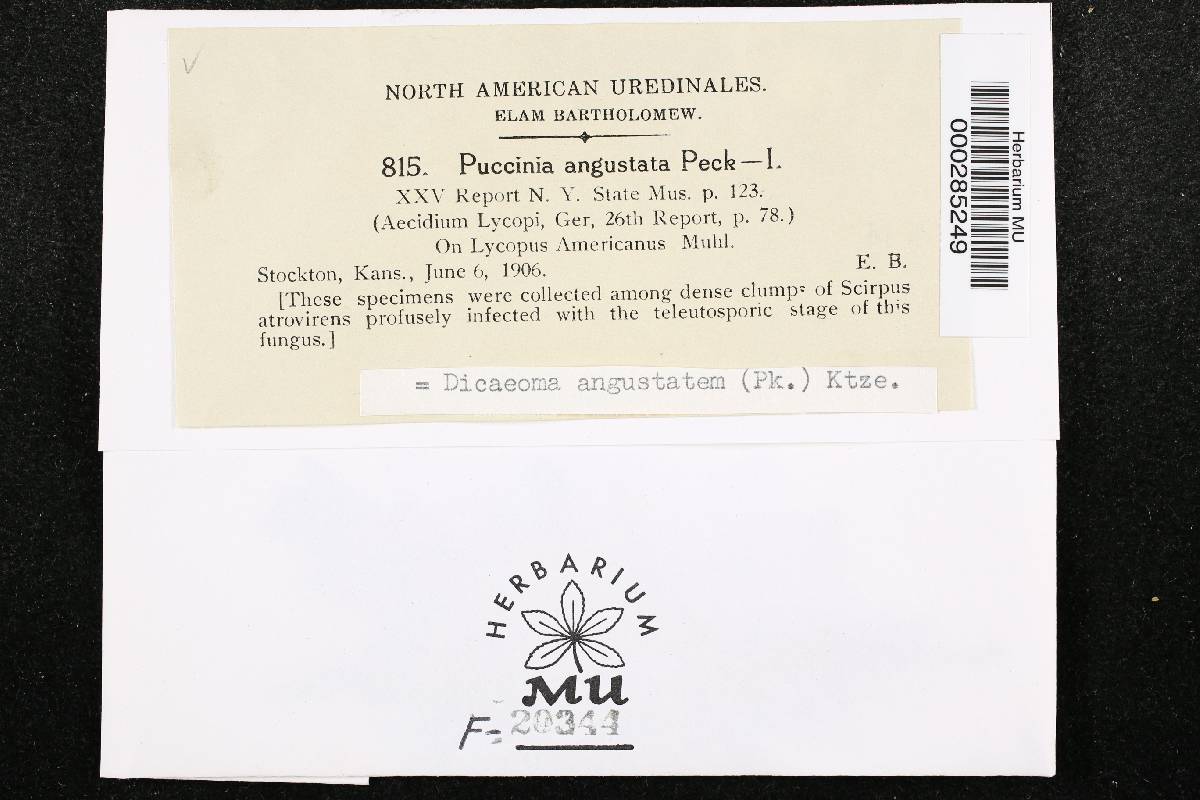 NORTH AMERICAN UREDINALES.
ELAM BARTHOLOMEW.
815. Puccinia angustata Peck—I.
XXV Report N. Y. State Mus. p. 123.
(Aecidium Lycopi, Ger, 26th Report, p. 78.)
On Lycopus Americanus Muhl.
E. B.
Stockton, Kans., June 6, 1906.
[These specimens were collected among dense clumps of Scirpus
atrovirens profusely infected with the teleutosporic stage of this
fungus.]
= Dicaeoma angustatem (Pk.) Ktze.
Herbarium MU
000285249
HERBARIUM
MU
F= 20344